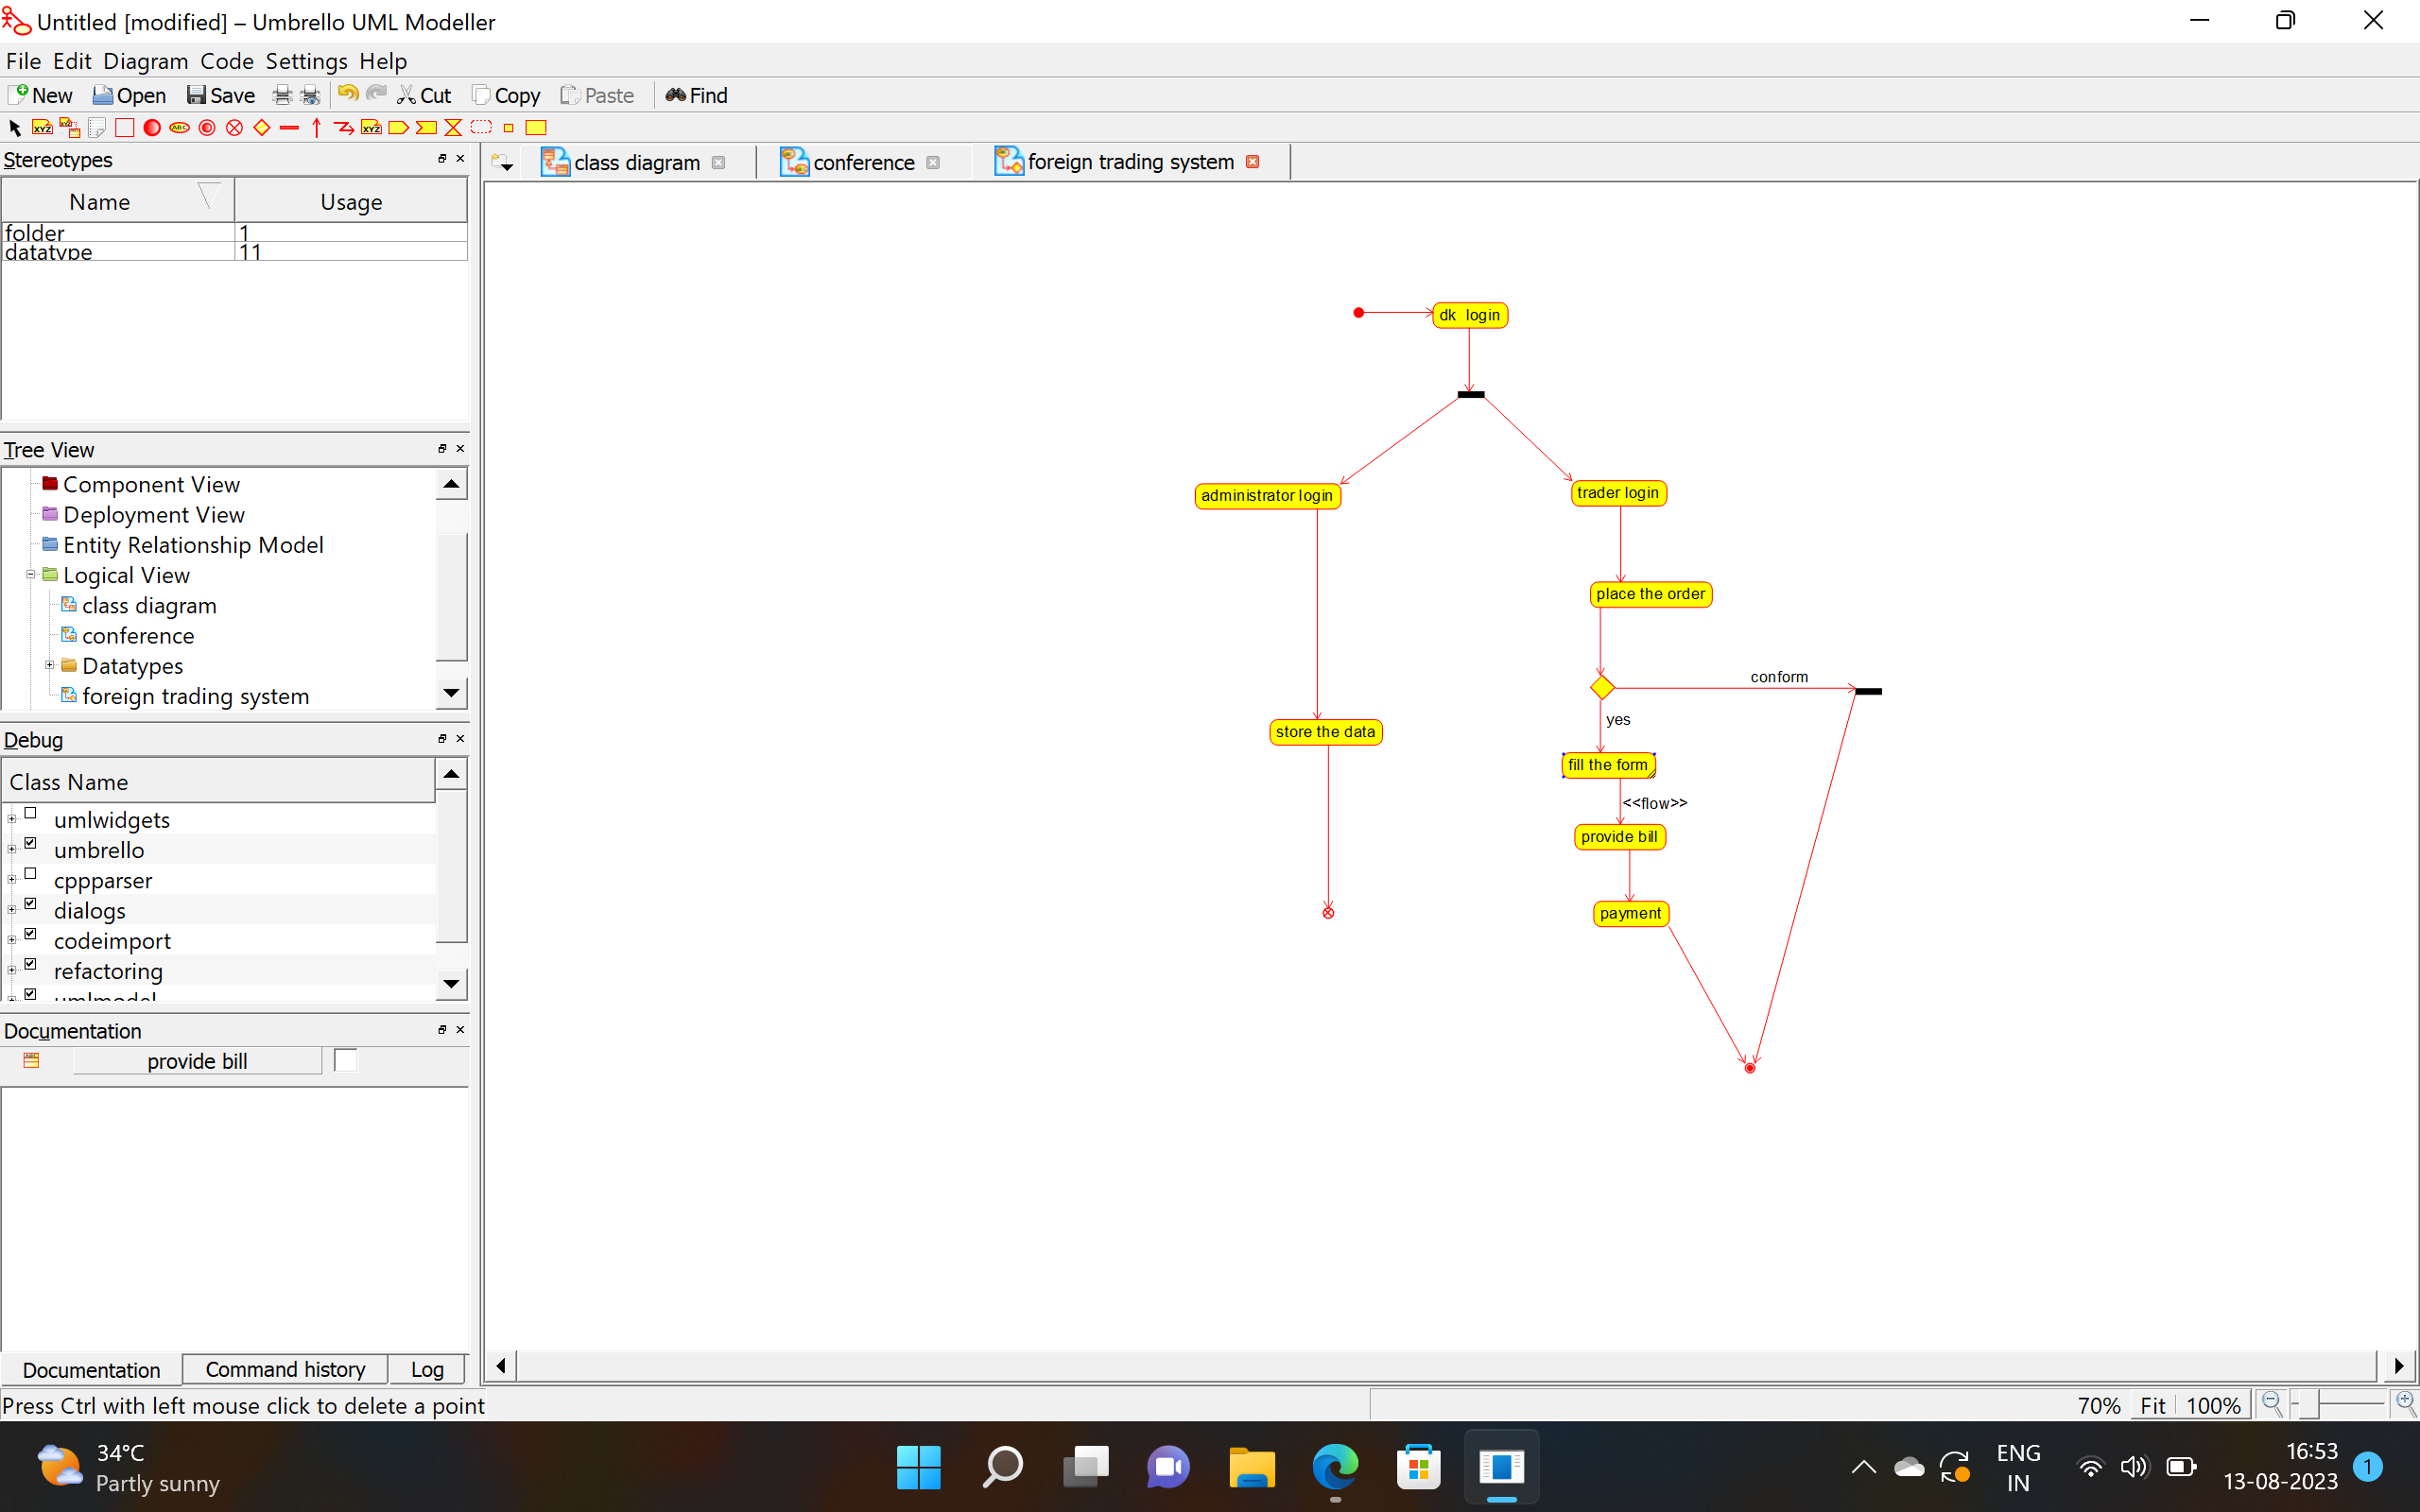 Untitled [modified] – Umbrello UML Modeller
File Edit Diagram Code Settings Help
New Open Save Cut Copy Paste Find
Stereotypes
Name Usage
folder 1
datatype 11
Tree View
Component View
Deployment View
Entity Relationship Model
Logical View
class diagram
conference
Datatypes
foreign trading system
Debug
Class Name
umlwidgets
umbrello
cppparser
dialogs
codeimport
refactoring
umlmodel
Documentation
provide bill
Documentation Command history Log
Press Ctrl with left mouse click to delete a point
class diagram conference foreign trading system
dk login
administrator login
trader login
place the order
conform
yes
store the data
fill the form
<<flow>>
provide bill
payment
70% Fit 100%
34°C
Partly sunny
ENG
IN
16:53
13-08-2023
1